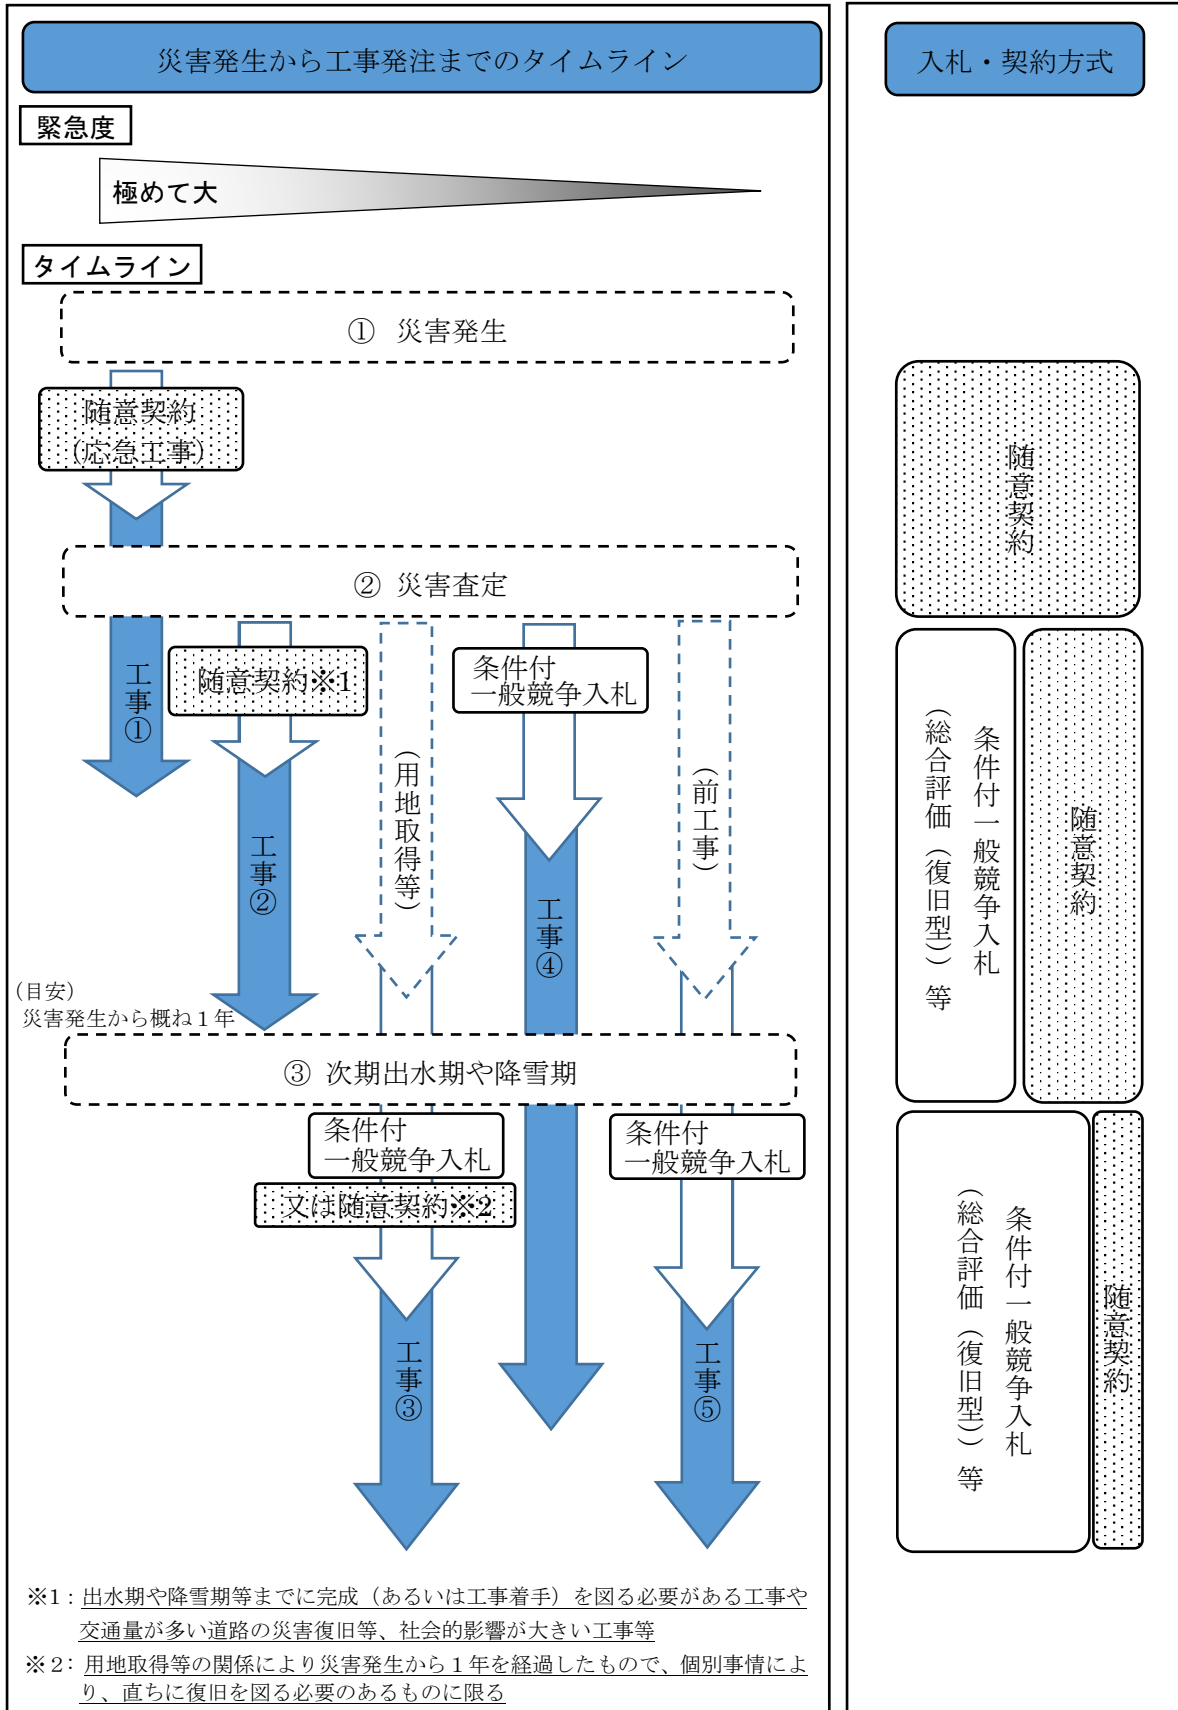 災害発生から工事発注までのタイムライン
緊急度
極めて大
タイムライン
① 災害発生
随意契約
(応急工事)
② 災害査定
工事①
随意契約※1
工事②
(用地取得等)
条件付
一般競争入札
工事④
(前工事)
(目安)
災害発生から概ね１年
③ 次期出水期や降雪期
条件付
一般競争入札
又は随意契約※2
工事③
条件付
一般競争入札
工事⑤
※1：出水期や降雪期等までに完成（あるいは工事着手）を図る必要がある工事や
交通量が多い道路の災害復旧等、社会的影響が大きい工事等
※２：用地取得等の関係により災害発生から１年を経過したもので、個別事情によ
り、直ちに復旧を図る必要のあるものに限る
入札・契約方式
随意契約
条件付一般競争入札
（総合評価（復旧型））等
随意契約
条件付一般競争入札
（総合評価（復旧型））等
随意契約